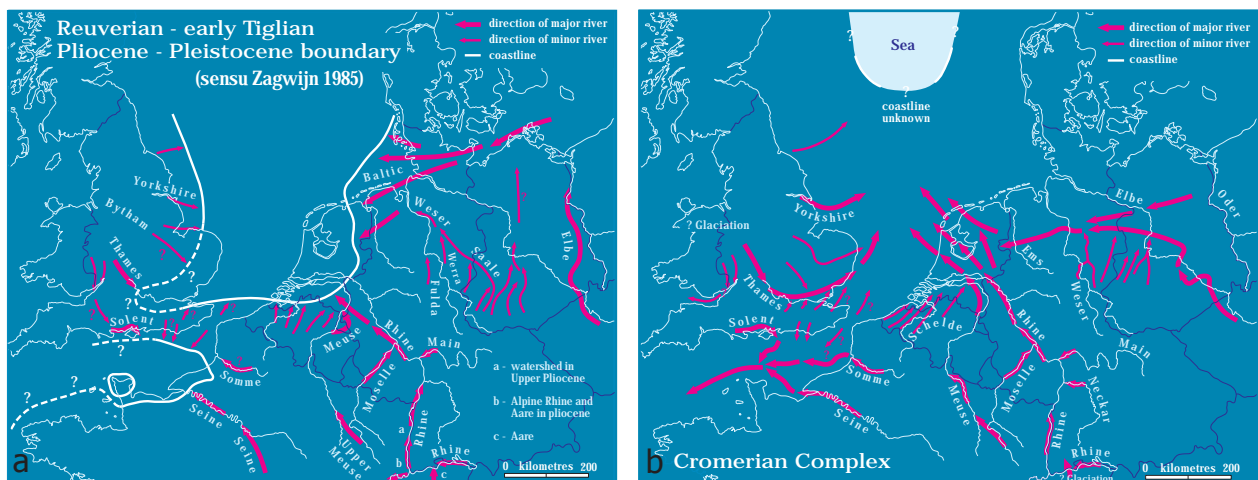 Reuverian - early Tiglian
Pliocene - Pleistocene boundary
(sensu Zagwijn 1985)
direction of major river
direction of minor river
coastline
Yorkshire
Bytham
?
?
Thames
?
Solent
?
?
?
?
?
?
Baltic
Weser
Saale
Werra
Fulda
Elbe
?
Meuse
Rhine
Main
Moselle
Somme
?
Seine
Seine
Upper
Meuse
a
Rhine
b
Rhine
c
a - watershed in
Upper Pliocene
b - Alpine Rhine and
Aare in pliocene
c - Aare
0 kilometres 200
a
Sea
?
?
?
coastline
unknown
direction of major river
direction of minor river
coastline
Yorkshire
? Glaciation
Thames
Solent
?
?
Somme
Seine
Schelde
Meuse
Moselle
Rhine
Ems
Weser
Elbe
Oder
Main
Neckar
Rhine
Rhine
? Glaciation
0 kilometres 200
b Cromerian Complex